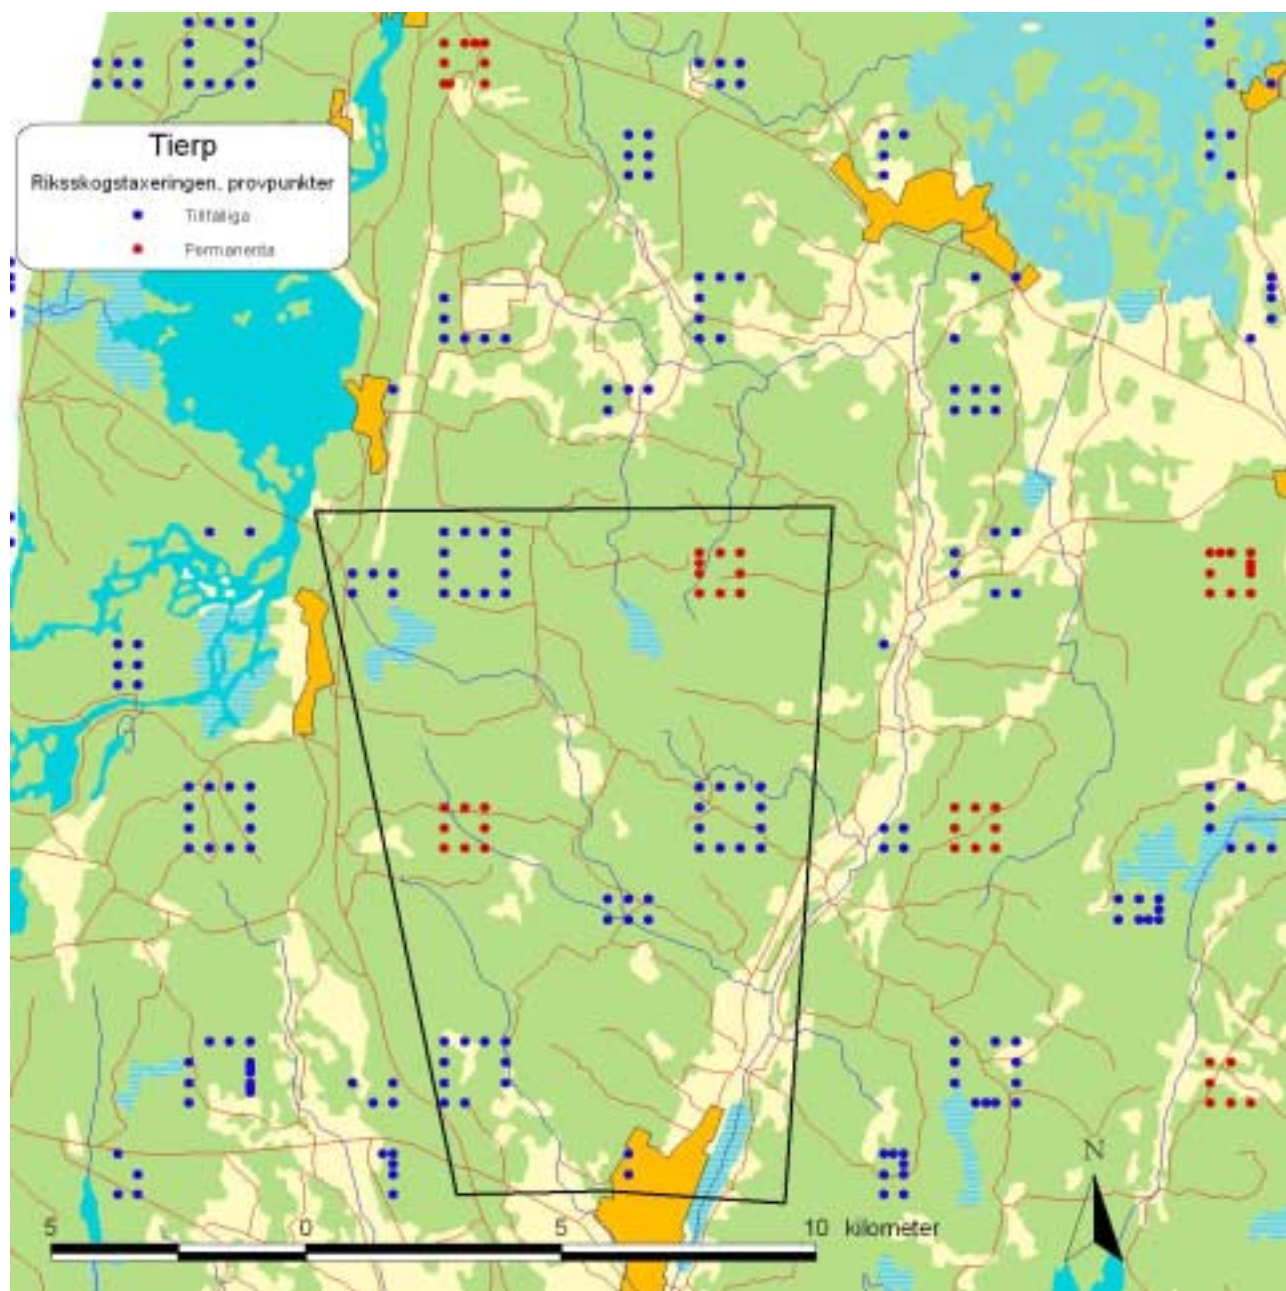 Tierp
Riksskogstaxeringen, provpunkter
Tillfälliga
Permanenta
N
5 0 5 10 kilometer